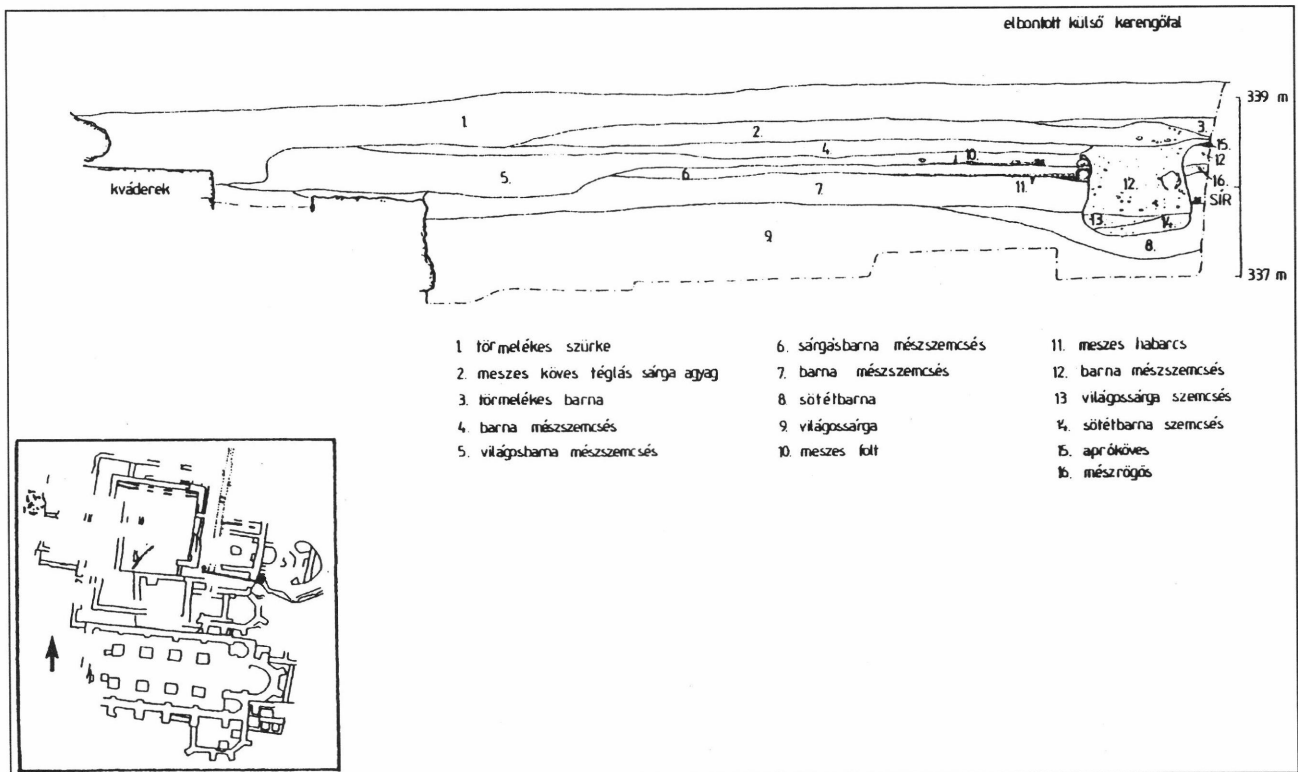 elbontott külső kerengőfal
339 m
1.
2.
3.
4.
10.
15.
12
16.
SÍR
kváderek
5.
6.
7.
11.
12.
13.
14.
8.
9.
337 m
1 törmelékes szürke
2. meszes köves téglás sárga agyag
3. törmelékes barna
4. barna mészszemcsés
5. világosbarna mészszemcsés
6. sárgásbarna mészszemcsés
7. barna mészszemcsés
8 sötétbarna
9. világossárga
10. meszes folt
11. meszes habarcs
12. barna mészszemcsés
13 világossárga szemcsés
14. sötétbarna szemcsés
15. apróköves
16. mészrögös